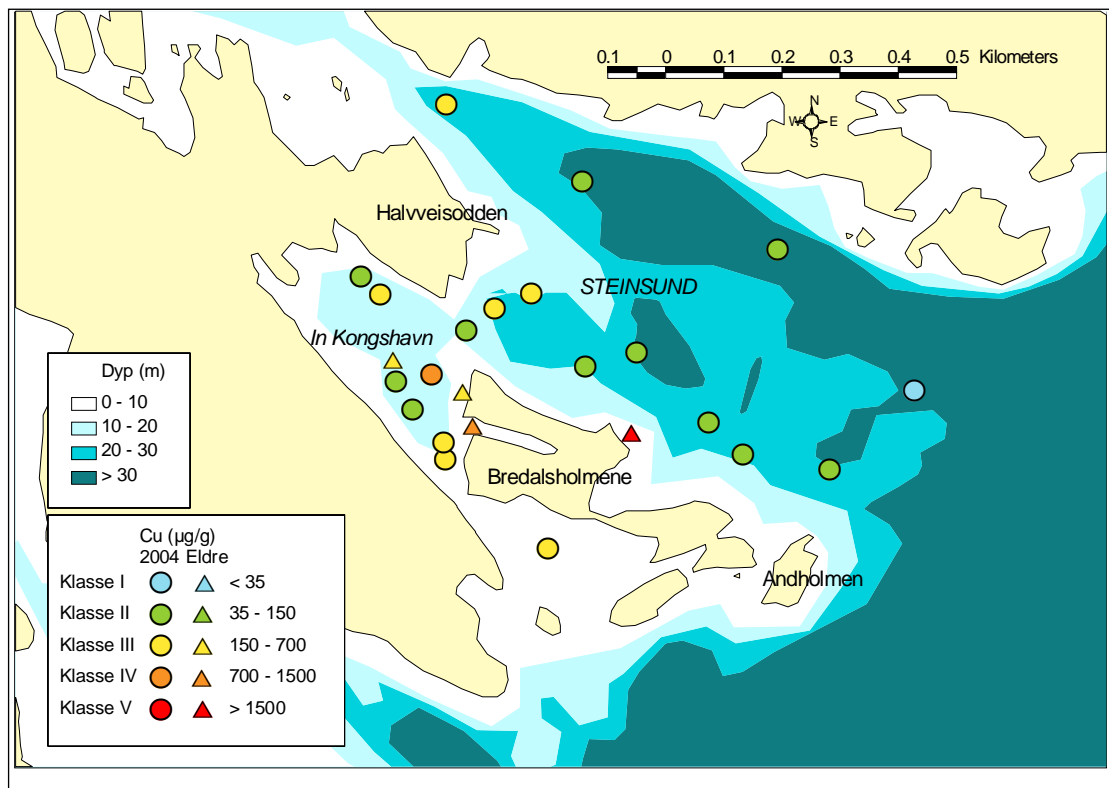 0.1 0 0.1 0.2 0.3 0.4 0.5 Kilometers
N
W E
S
Halvveisodden
STEINSUND
In Kongshavn
Bredalsholmene
Andholmen
Dyp (m)
0 - 10
10 - 20
20 - 30
> 30
Cu (µg/g)
2004 Eldre
Klasse I < 35
Klasse II 35 - 150
Klasse III 150 - 700
Klasse IV 700 - 1500
Klasse V > 1500